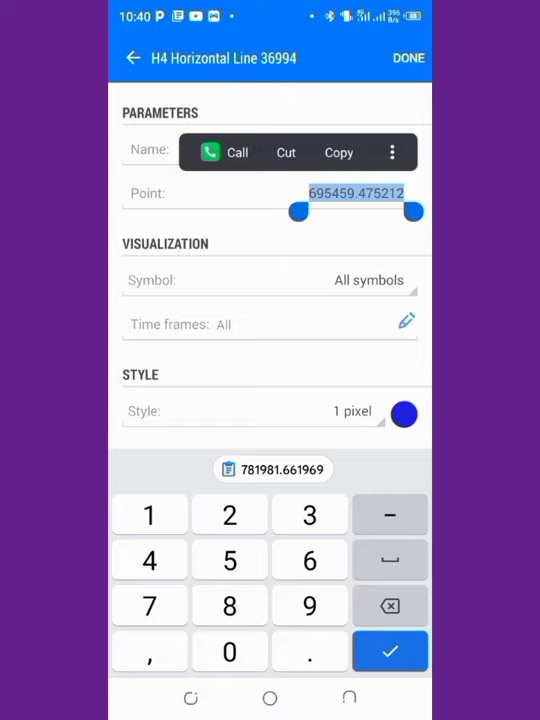 10:40
4G
396
B/s
H4 Horizontal Line 36994
DONE
PARAMETERS
Name:
Call
Cut
Copy
Point:
695459.475212
VISUALIZATION
Symbol:
All symbols
Time frames: All
STYLE
Style:
1 pixel
781981.661969
1 2 3 –
4 5 6
7 8 9
, 0 .